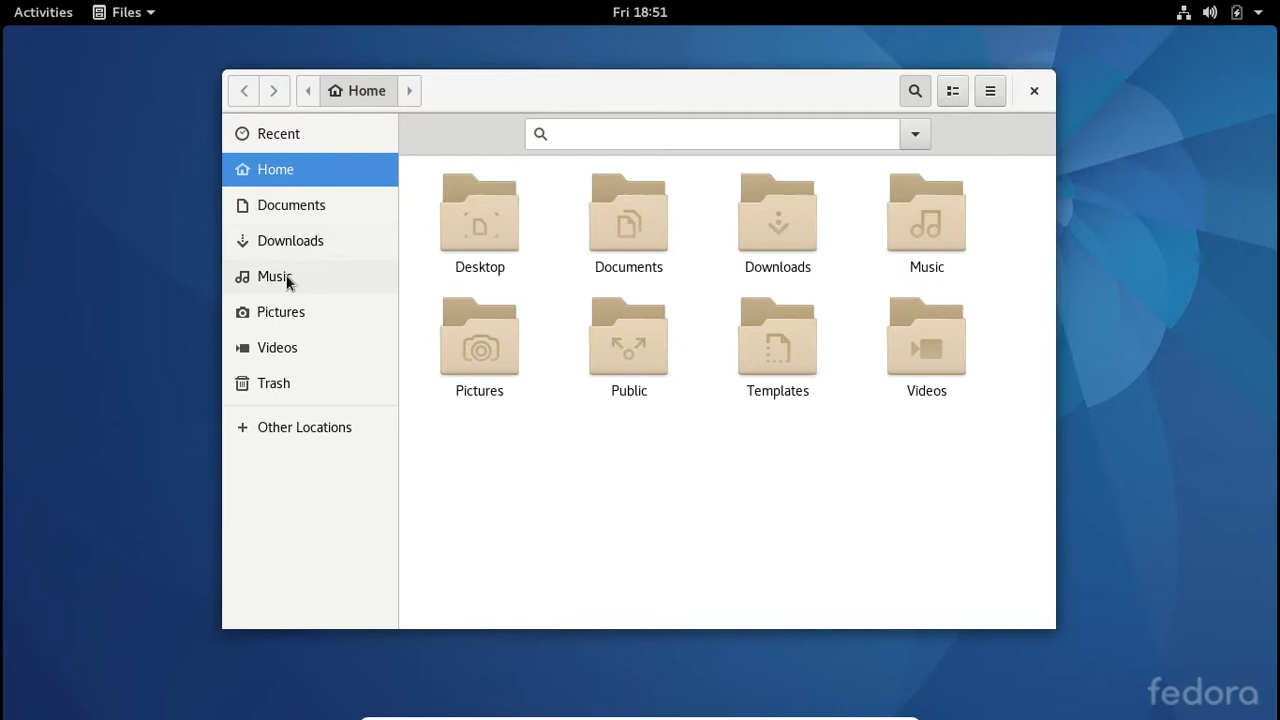 Activities Files Fri 18:51
Home
Recent
Home
Documents
Downloads
Music
Pictures
Videos
Trash
Other Locations
Desktop Documents Downloads Music
Pictures Public Templates Videos
fedora